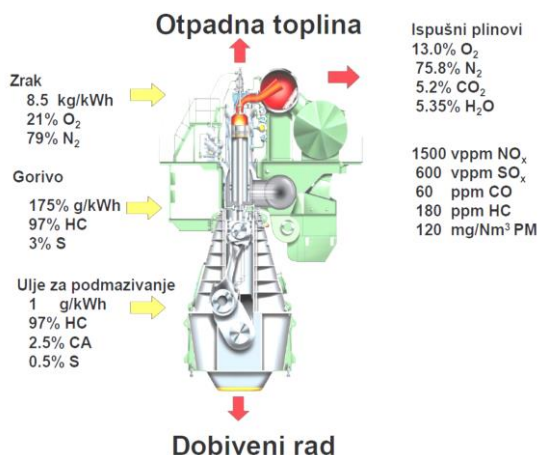 Otpadna toplina
Zrak
8.5 kg/kWh
21% O₂
79% N₂
Gorivo
175% g/kWh
97% HC
3% S
Ulje za podmazivanje
1 g/kWh
97% HC
2.5% CA
0.5% S
Ispušni plinovi
13.0% O₂
75.8% N₂
5.2% CO₂
5.35% H₂O
1500 vppm NOₓ
600 vppm SOₓ
60 ppm CO
180 ppm HC
120 mg/Nm³ PM
Dobiveni rad